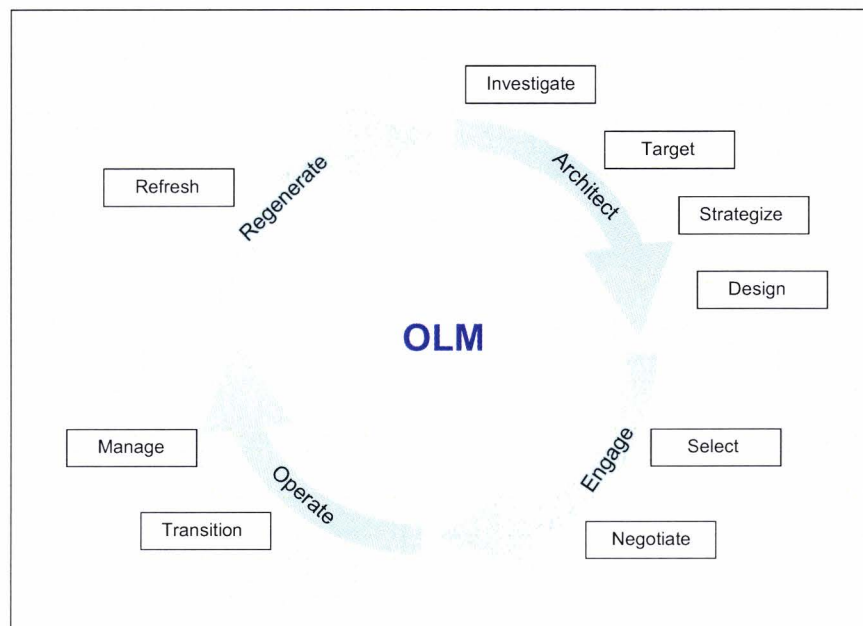 Investigate
Target
Architect
Strategize
Design
Refresh
Regenerate
OLM
Select
Engage
Negotiate
Manage
Operate
Transition